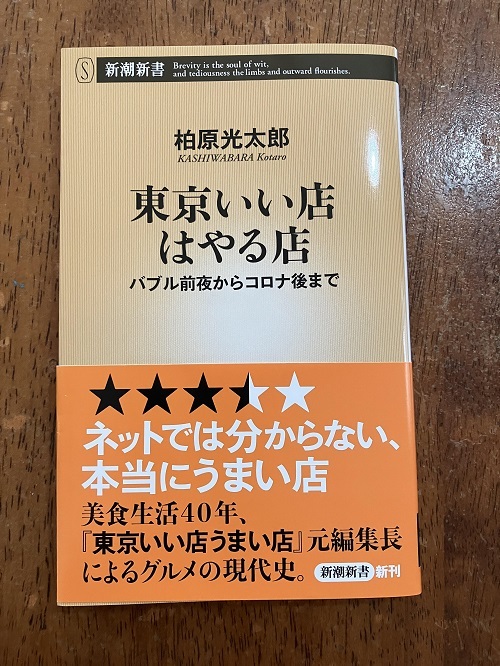 S
新潮新書
Brevity is the soul of wit,
and tediousness the limbs and outward flourishes.
柏原光太郎
KASHIWABARA Kotaro
東京いい店
はやる店
バブル前夜からコロナ後まで
ネットでは分からない、
本当にうまい店
美食生活40年、
『東京いい店うまい店』元編集長
によるグルメの現代史。
新潮新書 新刊